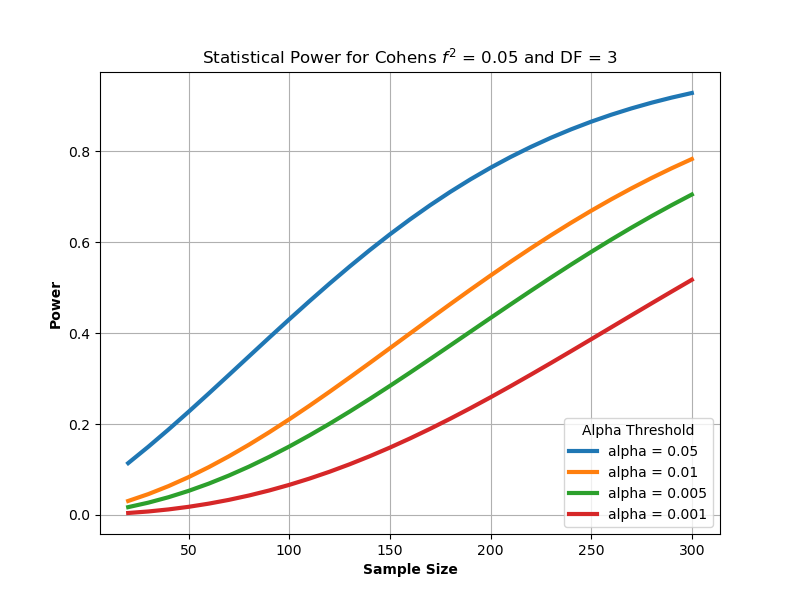 Statistical Power for Cohens $f^2$ = 0.05 and DF = 3
Power
0.8
0.6
0.4
0.2
0.0
Alpha Threshold
alpha = 0.05
alpha = 0.01
alpha = 0.005
alpha = 0.001
50 100 150 200 250 300
Sample Size